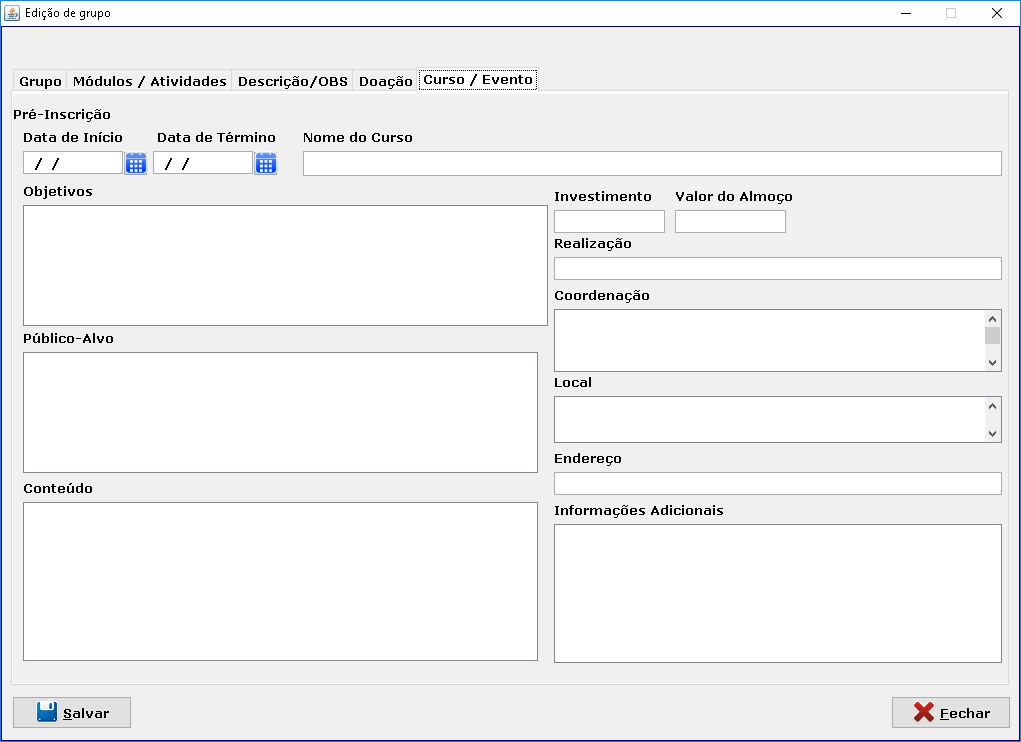 Edição de grupo
Grupo Módulos / Atividades Descrição/OBS Doação Curso / Evento
Pré-Inscrição
Data de Início Data de Término Nome do Curso
/ / / /
Objetivos
Investimento Valor do Almoço
Realização
Coordenação
Público-Alvo
Local
Endereço
Conteúdo
Informações Adicionais
Salvar Fechar